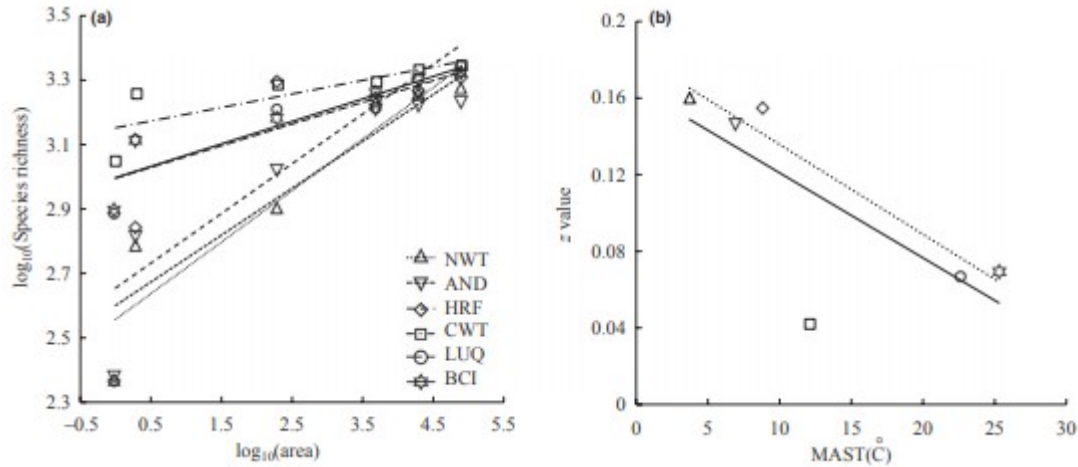 (a)
3.5
3.3
3.1
2.9
2.7
2.5
2.3
log10(Species richness)
−0.5
0.5
1.5
2.5
3.5
4.5
5.5
log10(area)
NWT
AND
HRF
CWT
LUQ
BCI
(b)
0.2
0.16
0.12
0.08
0.04
0
z value
0
5
10
15
20
25
30
MAST(C̊)